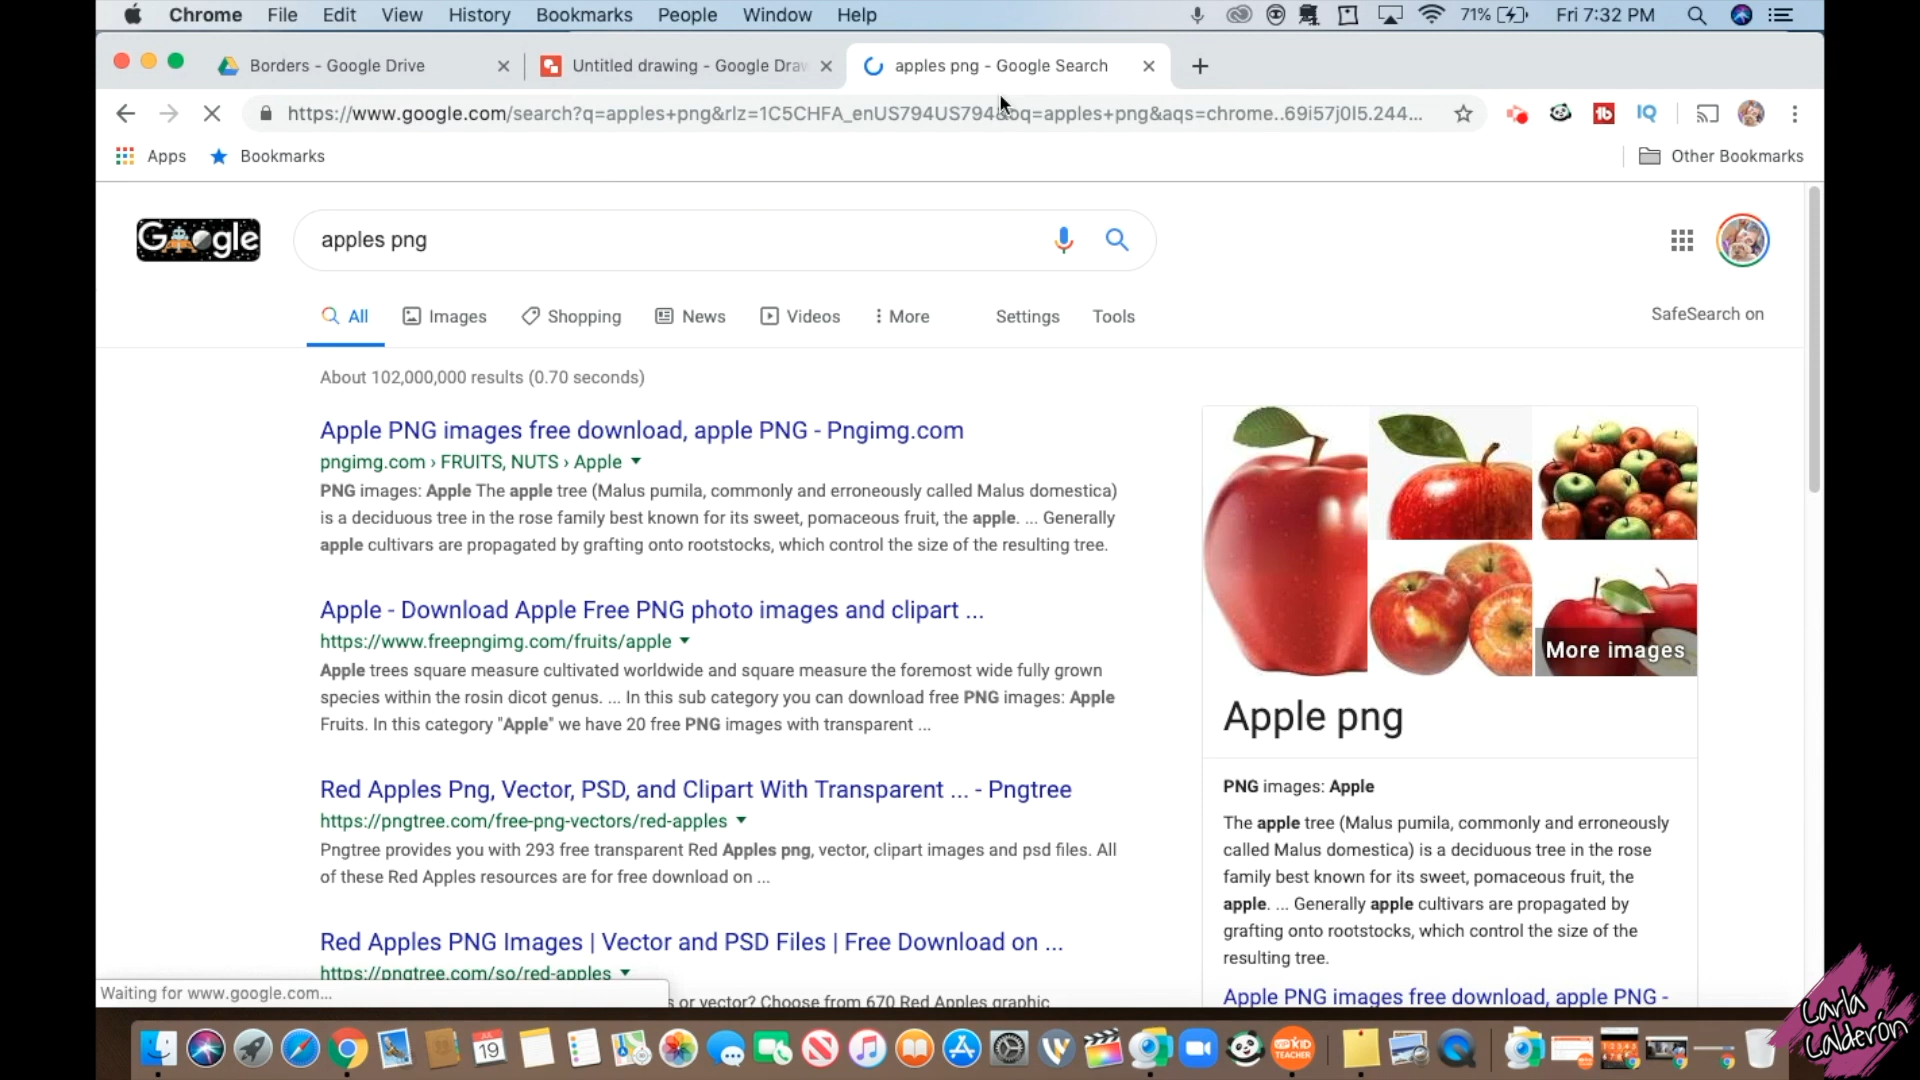 Chrome File Edit View History Bookmarks People Window Help 71% Fri 7:32 PM
Borders - Google Drive Untitled drawing - Google Draw apples png - Google Search
https://www.google.com/search?q=apples+png&rlz=1C5CHFA_enUS794US794&oq=apples+png&aqs=chrome..69i57j0l5.244...
Apps Bookmarks Other Bookmarks
Google apples png
All Images Shopping News Videos More Settings Tools SafeSearch on
About 102,000,000 results (0.70 seconds)
Apple PNG images free download, apple PNG - Pngimg.com
pngimg.com › FRUITS, NUTS › Apple
PNG images: Apple The apple tree (Malus pumila, commonly and erroneously called Malus domestica)
is a deciduous tree in the rose family best known for its sweet, pomaceous fruit, the apple. ... Generally
apple cultivars are propagated by grafting onto rootstocks, which control the size of the resulting tree.
Apple - Download Apple Free PNG photo images and clipart ...
https://www.freepngimg.com/fruits/apple
Apple trees square measure cultivated worldwide and square measure the foremost wide fully grown
species within the rosin dicot genus. ... In this sub category you can download free PNG images: Apple
Fruits. In this category "Apple" we have 20 free PNG images with transparent ...
Red Apples Png, Vector, PSD, and Clipart With Transparent ... - Pngtree
https://pngtree.com/free-png-vectors/red-apples
Pngtree provides you with 293 free transparent Red Apples png, vector, clipart images and psd files. All
of these Red Apples resources are for free download on ...
Red Apples PNG Images | Vector and PSD Files | Free Download on ...
https://pngtree.com/so/red-apples
s or vector? Choose from 670 Red Apples graphic
Waiting for www.google.com...
More images
Apple png
PNG images: Apple
The apple tree (Malus pumila, commonly and erroneously
called Malus domestica) is a deciduous tree in the rose
family best known for its sweet, pomaceous fruit, the
apple. ... Generally apple cultivars are propagated by
grafting onto rootstocks, which control the size of the
resulting tree.
Apple PNG images free download, apple PNG -
JUL
19
VIPKID
TEACHER
Carla
Calderón